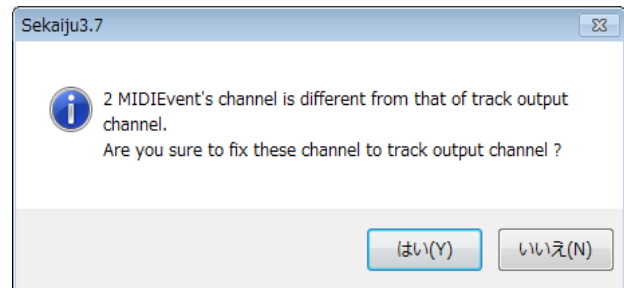 Sekaiju3.7
2 MIDIEvent's channel is different from that of track output
channel.
Are you sure to fix these channel to track output channel ?
はい(Y)
いいえ(N)